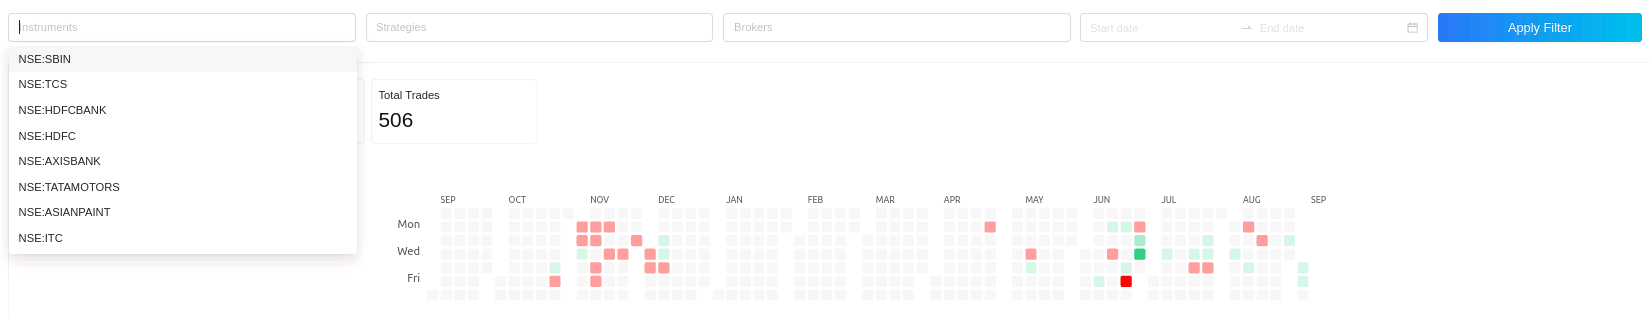 Instruments
Strategies
Brokers
Start date
End date
Apply Filter
NSE:SBIN
NSE:TCS
NSE:HDFCBANK
NSE:HDFC
NSE:AXISBANK
NSE:TATAMOTORS
NSE:ASIANPAINT
NSE:ITC
Total Trades
506
SEP OCT NOV DEC JAN FEB MAR APR MAY JUN JUL AUG SEP
Mon
Wed
Fri